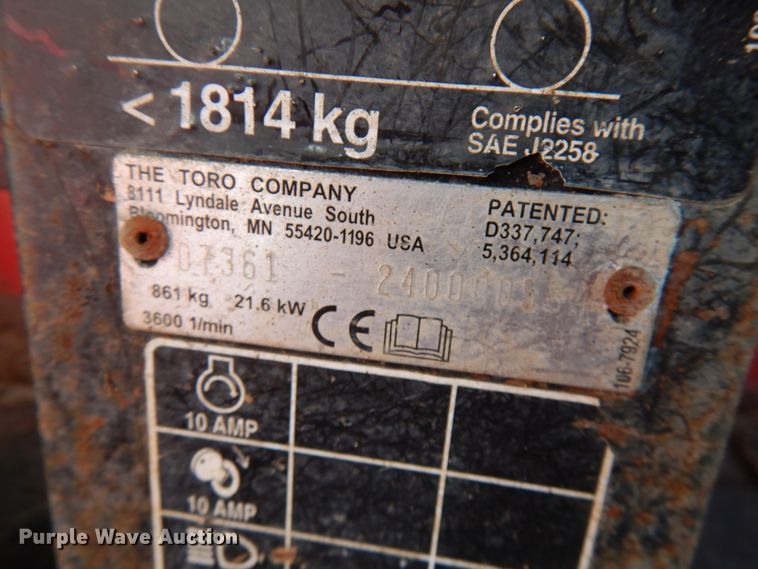 < 1814 kg
Complies with
SAE J2258
THE TORO COMPANY
8111 Lyndale Avenue South
Bloomington, MN 55420-1196 USA
PATENTED:
D337,747;
5,364,114
07361 -
861 kg 21.6 kW
3600 1/min
CE
106-7924
10 AMP
10 AMP
Purple Wave Auction